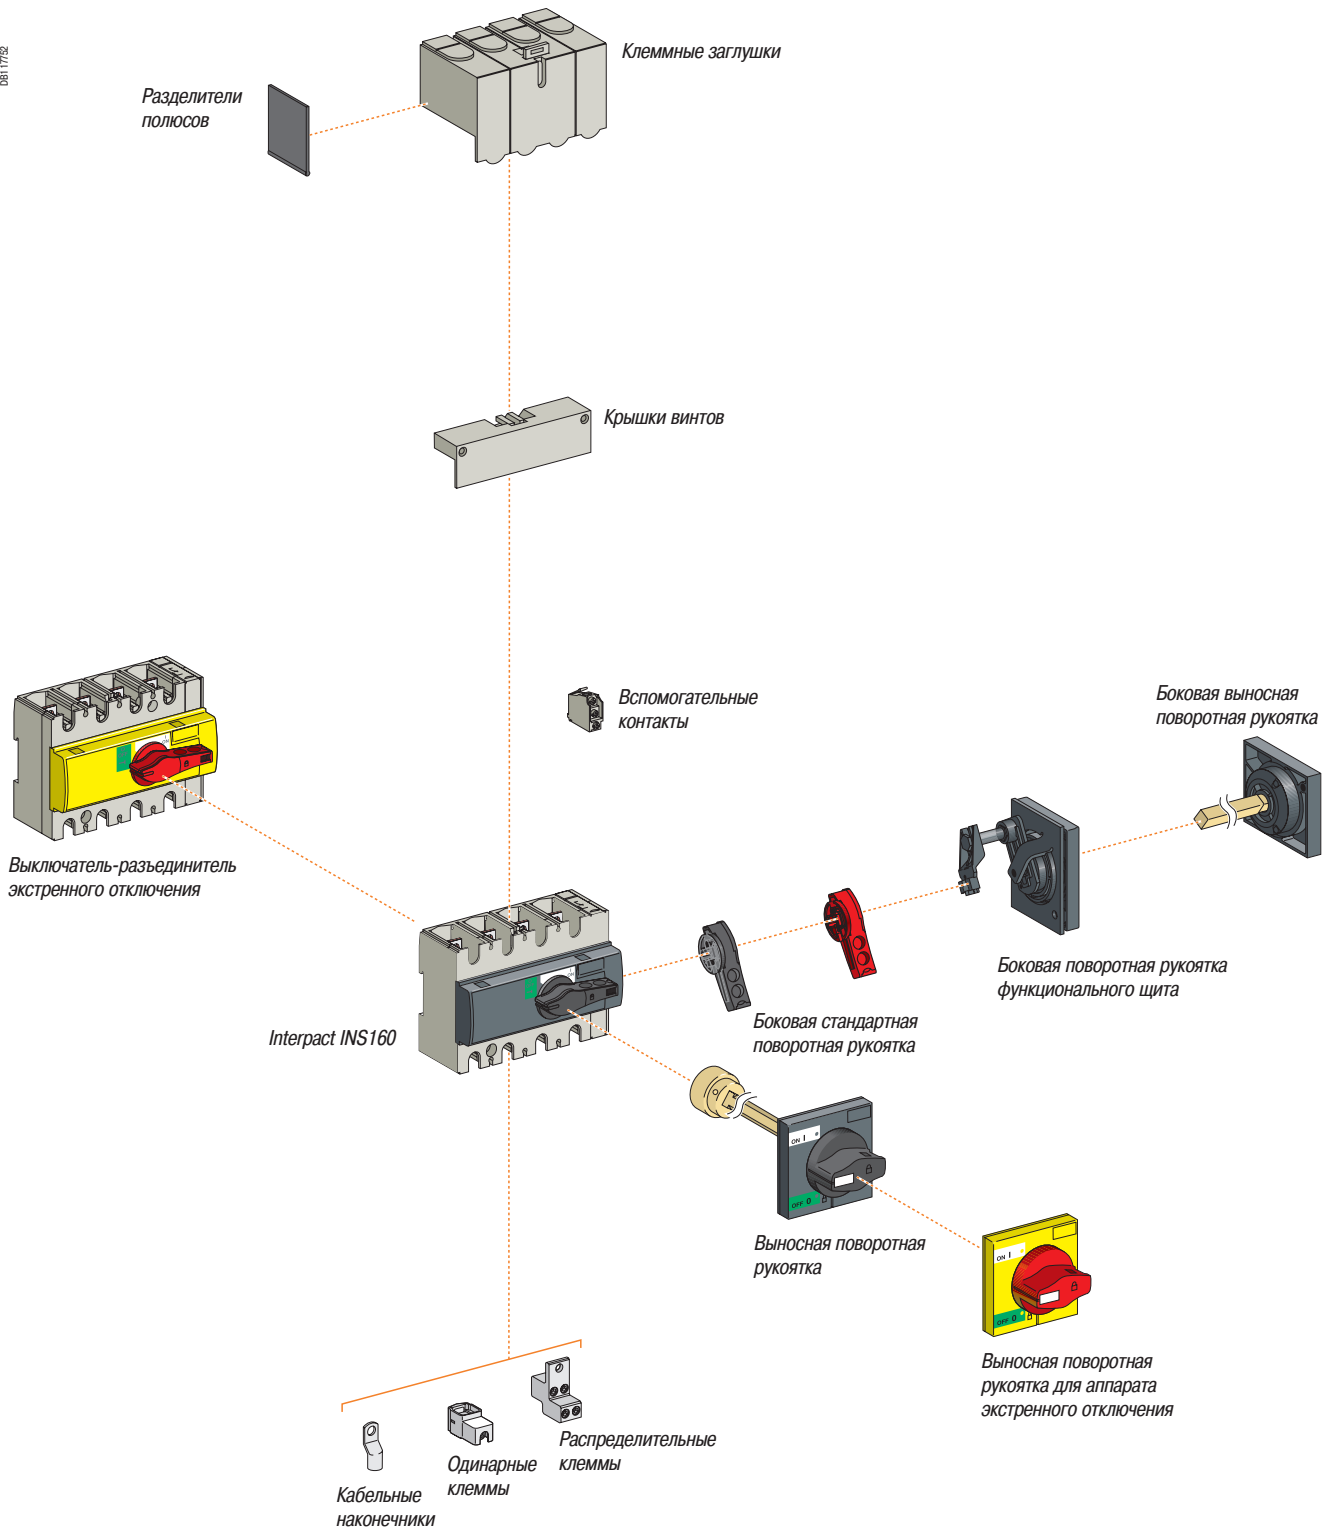 DB117752
Клеммные заглушки
Разделители
полюсов
Крышки винтов
Вспомогательные
контакты
Боковая выносная
поворотная рукоятка
Выключатель-разъединитель
экстренного отключения
Боковая поворотная рукоятка
функционального щита
Боковая стандартная
поворотная рукоятка
Interpact INS160
ON I
OFF 0
Выносная поворотная
рукоятка
ON I
OFF 0
Выносная поворотная
рукоятка для аппарата
экстренного отключения
Распределительные
клеммы
Одинарные
клеммы
Кабельные
наконечники